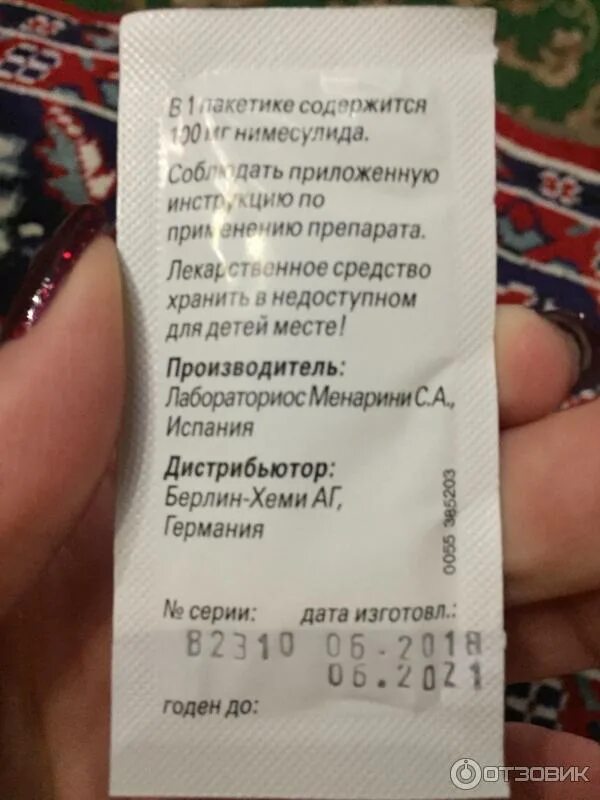 В 1 пакетике содержится
100 мг нимесулида.
Соблюдать приложенную
инструкцию по
применению препарата.
Лекарственное средство
хранить в недоступном
для детей месте!
Производитель:
Лабораториос Менарини С.А.,
Испания
Дистрибьютор:
Берлин-Хеми АГ,
Германия
0055 385203
№ серии: дата изготовл.:
В2310 06-2018
06.2021
годен до:
ОТЗОВИК